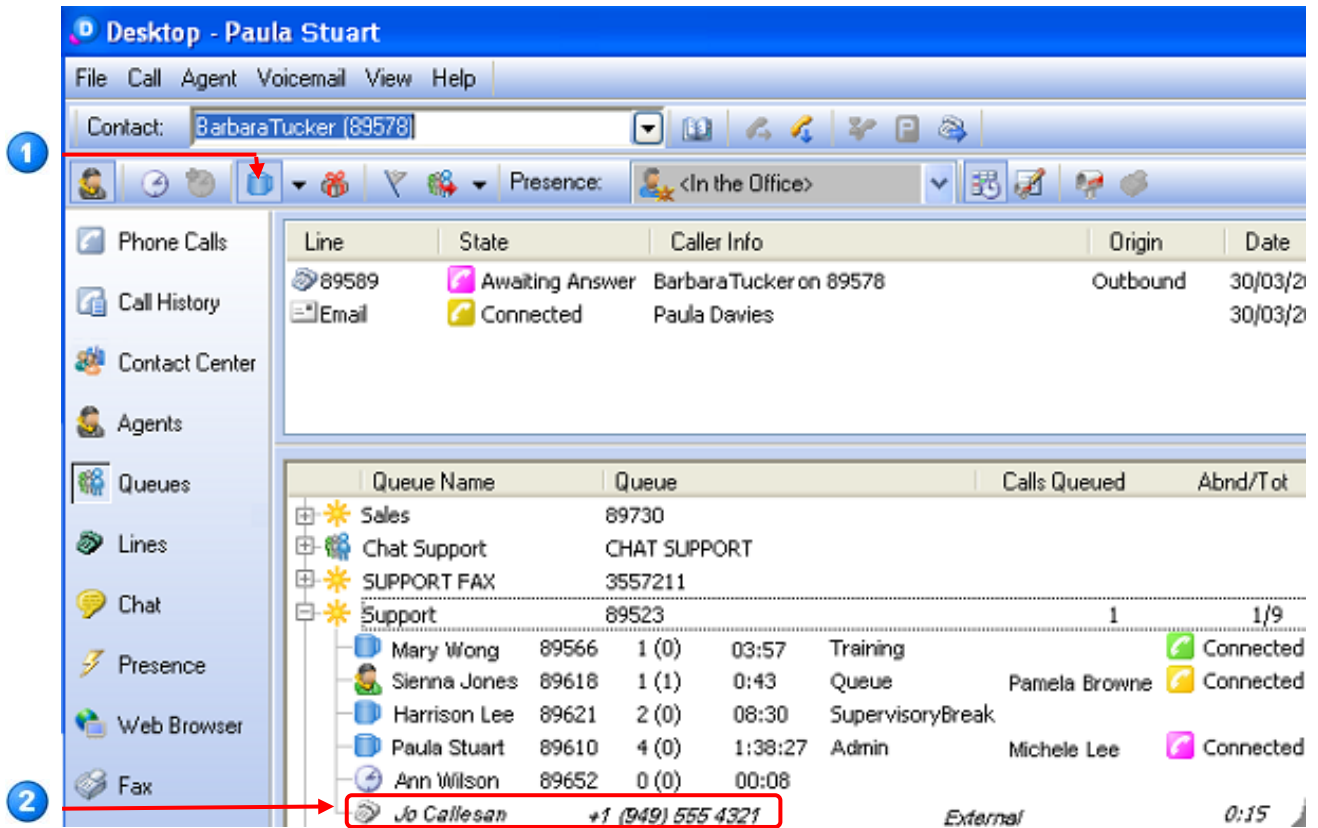 Desktop - Paula Stuart
File Call Agent Voicemail View Help
Contact: BarbaraTucker (89578)
1
Presence: <In the Office>
Phone Calls
Call History
Contact Center
Agents
Queues
Lines
Chat
Presence
Web Browser
Fax
Line State Caller Info Origin Date
89589 Awaiting Answer BarbaraTucker on 89578 Outbound 30/03/2
Email Connected Paula Davies 30/03/2
Queue Name Queue Calls Queued Abnd/Tot
Sales 89730
Chat Support CHAT SUPPORT
SUPPORT FAX 3557211
Support 89523 1 1/9
Mary Wong 89566 1 (0) 03:57 Training Connected
Sienna Jones 89618 1 (1) 0:43 Queue Pamela Browne Connected
Harrison Lee 89621 2 (0) 08:30 SupervisoryBreak
Paula Stuart 89610 4 (0) 1:38:27 Admin Michele Lee Connected
Ann Wilson 89652 0 (0) 00:08
2
Jo Callesan +1 (949) 555 4321 External 0:15